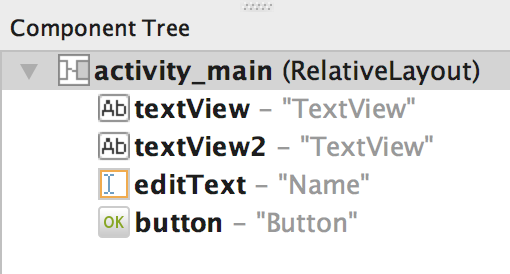 Component Tree
activity_main (RelativeLayout)
Ab textView – "TextView"
Ab textView2 – "TextView"
editText – "Name"
OK button – "Button"